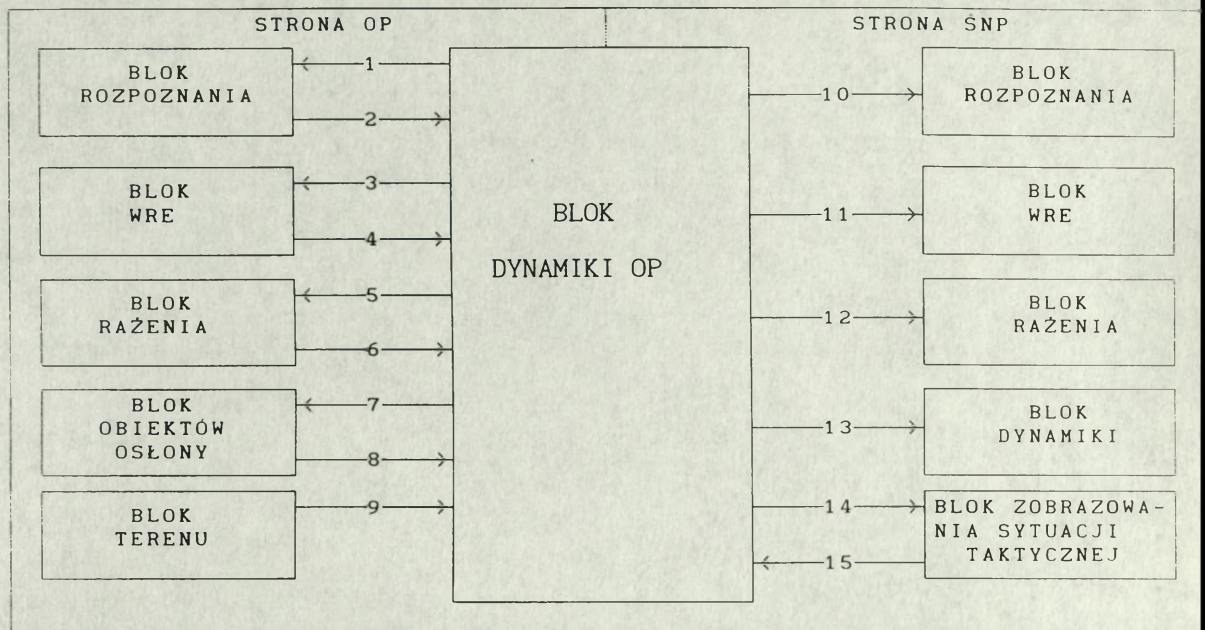 STRONA OP
STRONA ŚNP
BLOK
ROZPOZNANIA
1
2
BLOK
WRE
3
4
BLOK
RAŻENIA
5
6
BLOK
OBIEKTÓW
OSŁONY
7
8
BLOK
TERENU
9
BLOK
DYNAMIKI OP
10
BLOK
ROZPOZNANIA
11
BLOK
WRE
12
BLOK
RAŻENIA
13
BLOK
DYNAMIKI
14
15
BLOK ZOBRAZOWA-
NIA SYTUACJI
TAKTYCZNEJ